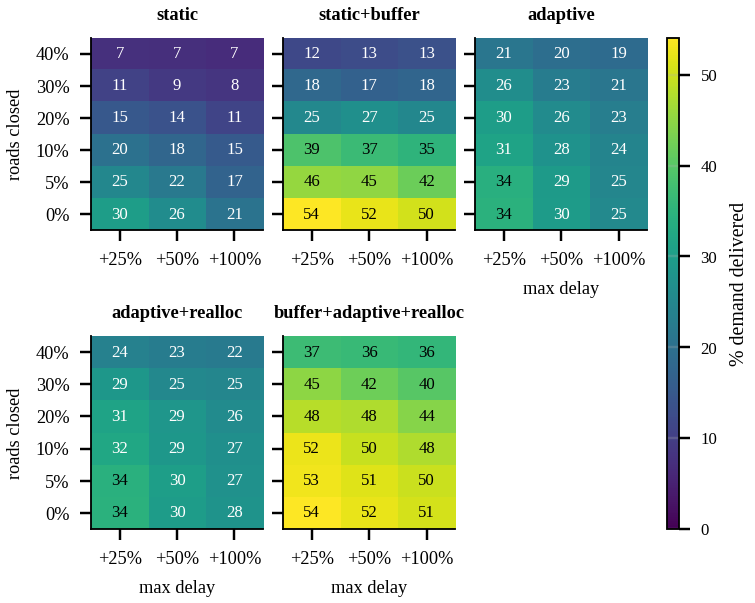 static static+buffer adaptive
40% 7 7 7 12 13 13 21 20 19
30% 11 9 8 18 17 18 26 23 21
20% 15 14 11 25 27 25 30 26 23
10% 20 18 15 39 37 35 31 28 24
5% 25 22 17 46 45 42 34 29 25
0% 30 26 21 54 52 50 34 30 25
roads closed
+25% +50% +100% +25% +50% +100% +25% +50% +100%
max delay
adaptive+realloc buffer+adaptive+realloc
40% 24 23 22 37 36 36
30% 29 25 25 45 42 40
20% 31 29 26 48 48 44
10% 32 29 27 52 50 48
5% 34 30 27 53 51 50
0% 34 30 28 54 52 51
roads closed
+25% +50% +100% +25% +50% +100%
max delay max delay
50
40
30
20
10
0
% demand delivered